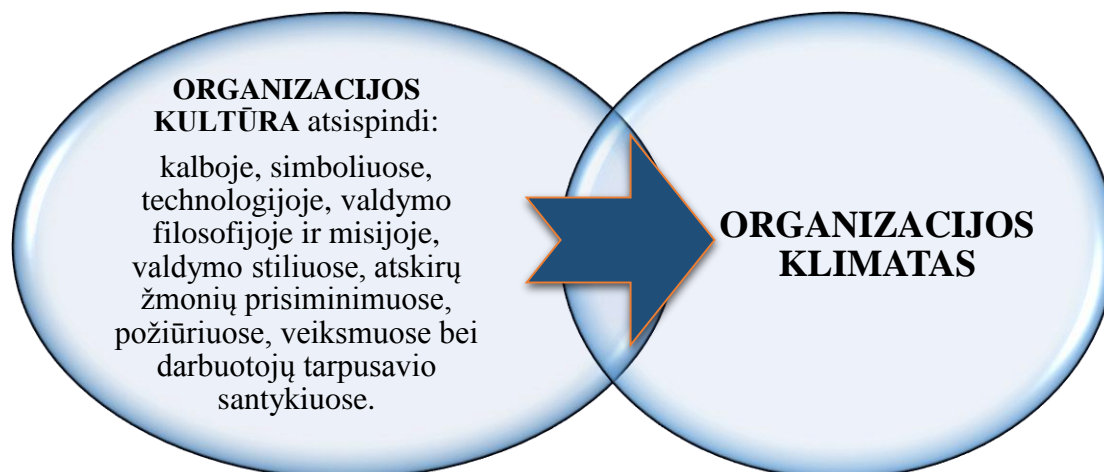 ORGANIZACIJOS
KULTŪRA atsispindi:
kalboje, simboliuose,
technologijoje, valdymo
filosofijoje ir misijoje,
valdymo stiliuose, atskirų
žmonių prisiminimuose,
požiūriuose, veiksmuose bei
darbuotojų tarpusavio
santykiuose.
ORGANIZACIJOS
KLIMATAS